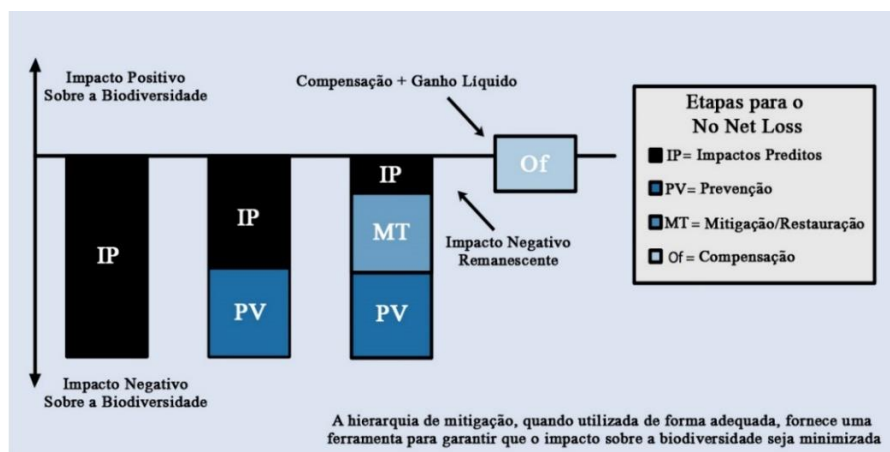 Impacto Positivo
Sobre a Biodiversidade
Compensação + Ganho Líquido
Etapas para o
No Net Loss
IP= Impactos Preditos
PV= Prevenção
MT= Mitigação/Restauração
Of= Compensação
Of
IP
IP
IP
MT
PV
PV
Impacto Negativo
Remanescente
Impacto Negativo
Sobre a Biodiversidade
A hierarquia de mitigação, quando utilizada de forma adequada, fornece uma
ferramenta para garantir que o impacto sobre a biodiversidade seja minimizada